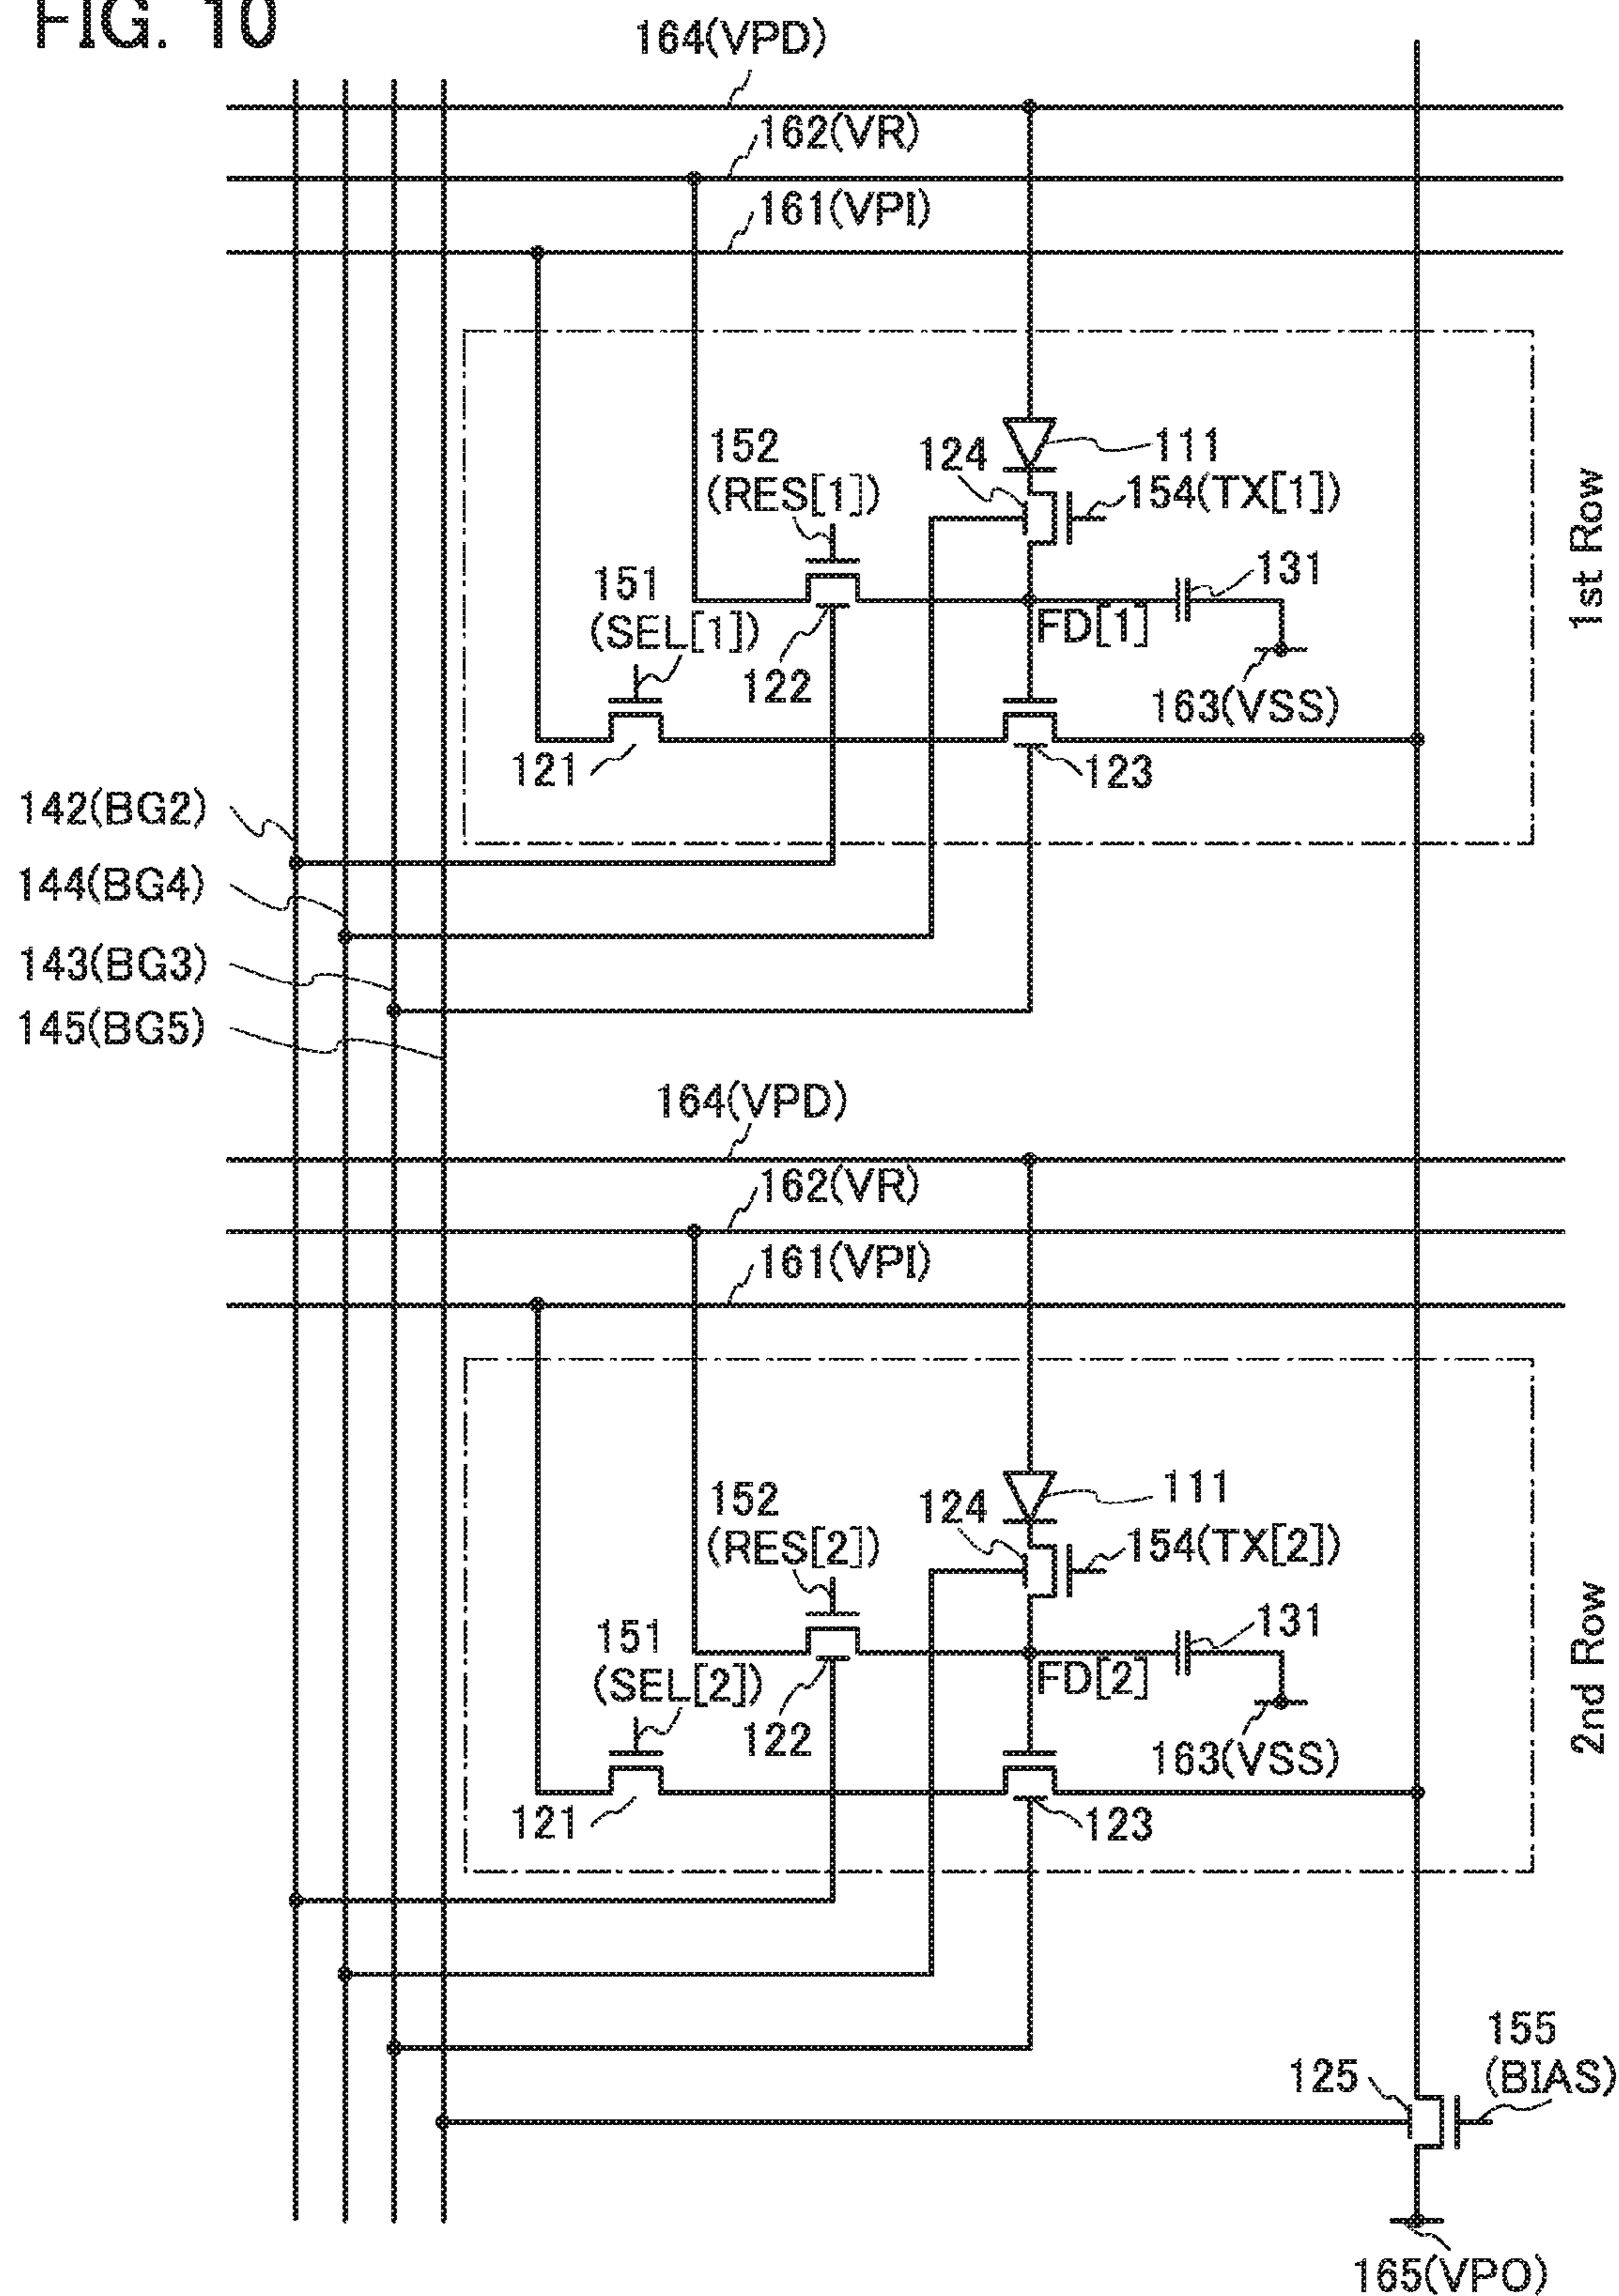 FIG. 10
164(VPD)
162(VR)
161(VPI)
152
(RES[1])
124
111
154(TX[1])
151
(SEL[1])
131
FD[1]
122
163(VSS)
121
123
1st Row
142(BG2)
144(BG4)
143(BG3)
145(BG5)
164(VPD)
162(VR)
161(VPI)
152
(RES[2])
124
111
154(TX[2])
151
(SEL[2])
131
FD[2]
122
163(VSS)
121
123
2nd Row
125
155
(BIAS)
165(VPO)